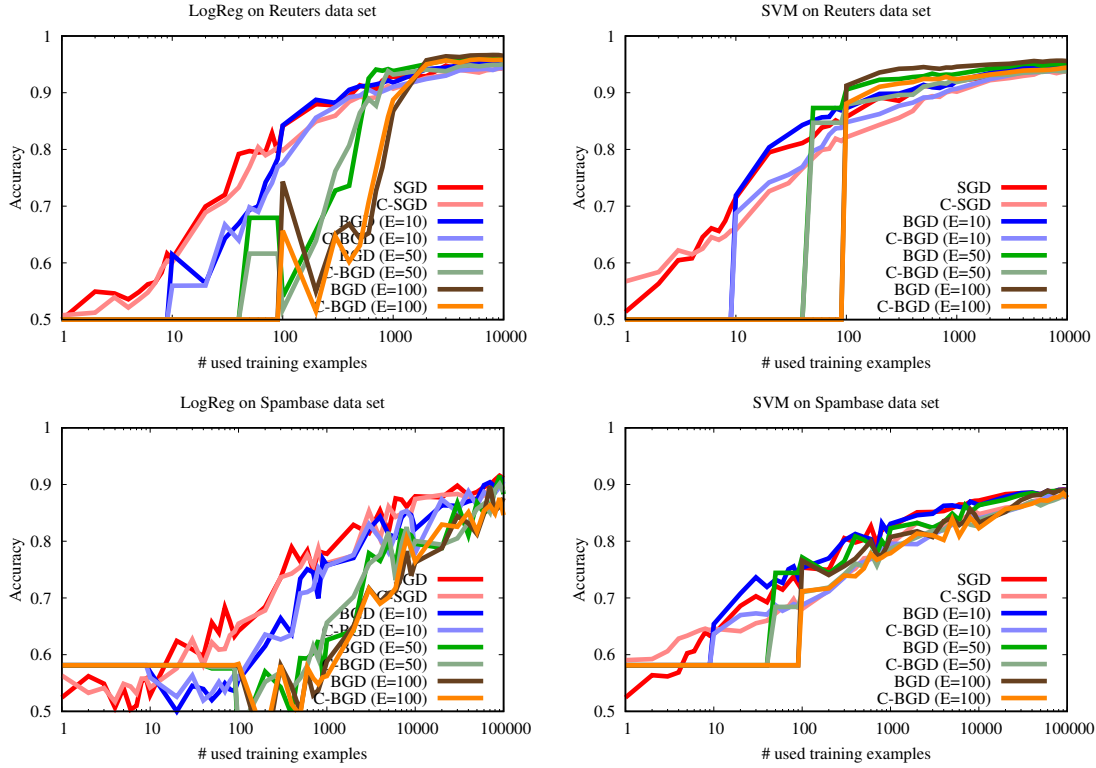 LogReg on Reuters data set
1
0.9
0.8
0.7
0.6
0.5
Accuracy
1 10 100 1000 10000
# used training examples
SGD
C-SGD
BGD (E=10)
C-BGD (E=10)
BGD (E=50)
C-BGD (E=50)
BGD (E=100)
C-BGD (E=100)
SVM on Reuters data set
1
0.9
0.8
0.7
0.6
0.5
Accuracy
1 10 100 1000 10000
# used training examples
SGD
C-SGD
BGD (E=10)
C-BGD (E=10)
BGD (E=50)
C-BGD (E=50)
BGD (E=100)
C-BGD (E=100)
LogReg on Spambase data set
1
0.9
0.8
0.7
0.6
0.5
Accuracy
1 10 100 1000 10000 100000
# used training examples
SGD
C-SGD
BGD (E=10)
C-BGD (E=10)
BGD (E=50)
C-BGD (E=50)
BGD (E=100)
C-BGD (E=100)
SVM on Spambase data set
1
0.9
0.8
0.7
0.6
0.5
Accuracy
1 10 100 1000 10000 100000
# used training examples
SGD
C-SGD
BGD (E=10)
C-BGD (E=10)
BGD (E=50)
C-BGD (E=50)
BGD (E=100)
C-BGD (E=100)